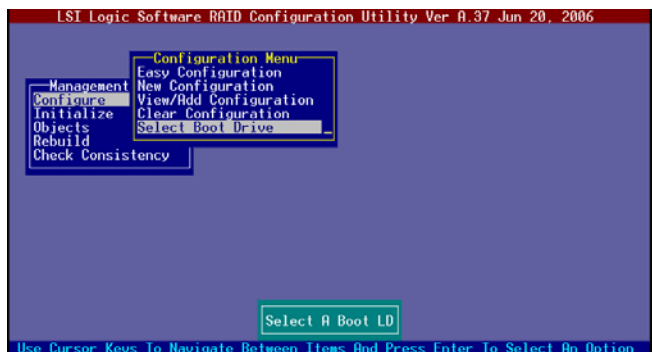 LSI Logic Software RAID Configuration Utility Ver A.37 Jun 20, 2006
Configuration Menu
Easy Configuration
New Configuration
View/Add Configuration
Clear Configuration
Select Boot Drive
Management
Configure
Initialize
Objects
Rebuild
Check Consistency
Select A Boot LD
Use Cursor Keys To Navigate Between Items And Press Enter To Select An Option